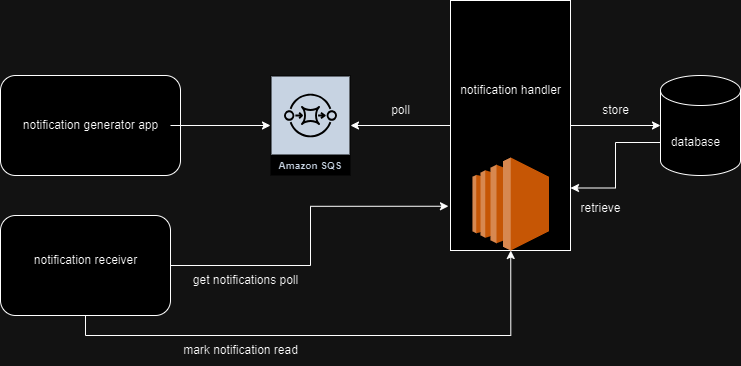 notification handler
poll
store
notification generator app
database
Amazon SQS
retrieve
notification receiver
get notifications poll
mark notification read